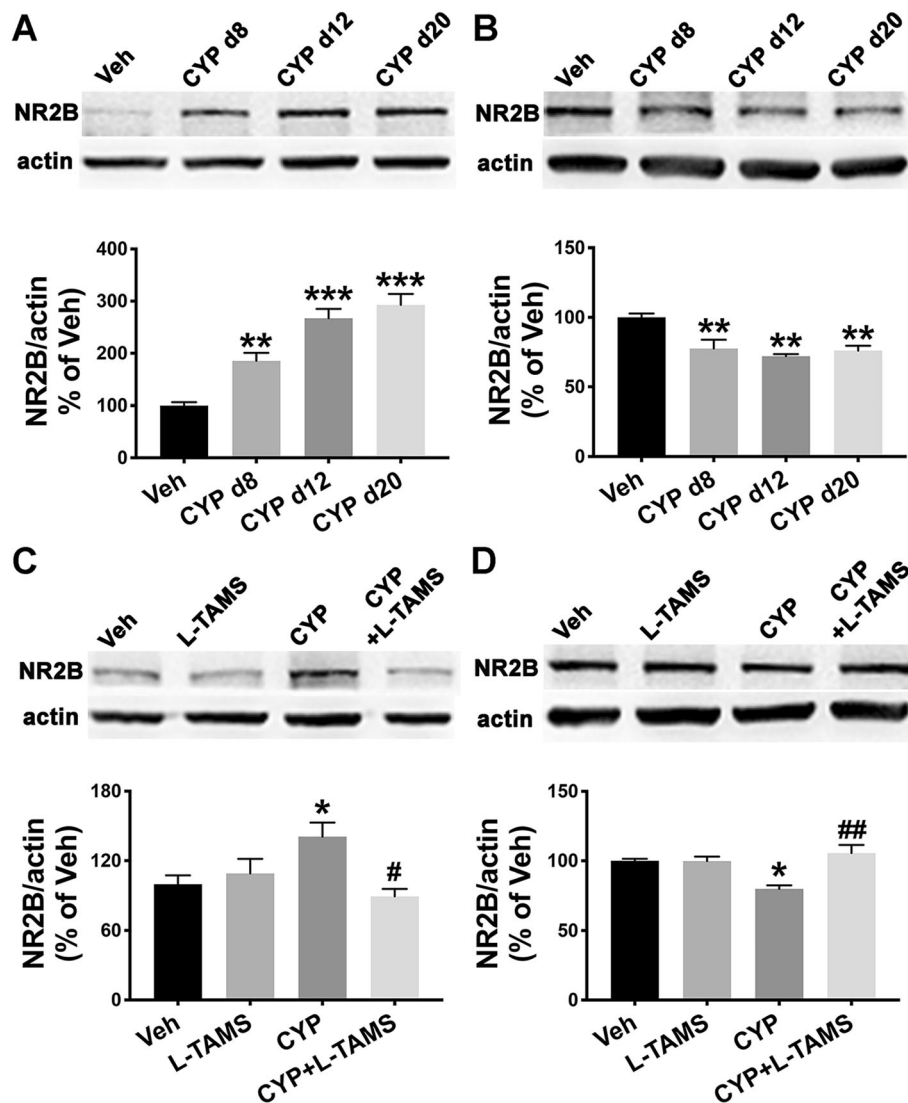 A
Veh
CYP d8
CYP d12
CYP d20
NR2B
actin
NR2B/actin
% of Veh)
400
300
200
100
0
**
***
***
Veh
CYP d8
CYP d12
CYP d20
B
Veh
CYP d8
CYP d12
CYP d20
NR2B
actin
NR2B/actin
(% of Veh)
150
100
50
0
**
**
**
Veh
CYP d8
CYP d12
CYP d20
C
Veh
L-TAMS
CYP
CYP
+L-TAMS
NR2B
actin
NR2B/actin
(% of Veh)
180
120
60
0
*
#
Veh
L-TAMS
CYP
CYP+L-TAMS
D
Veh
L-TAMS
CYP
CYP
+L-TAMS
NR2B
actin
NR2B/actin
(% of Veh)
150
100
50
0
*
##
Veh
L-TAMS
CYP
CYP+L-TAMS